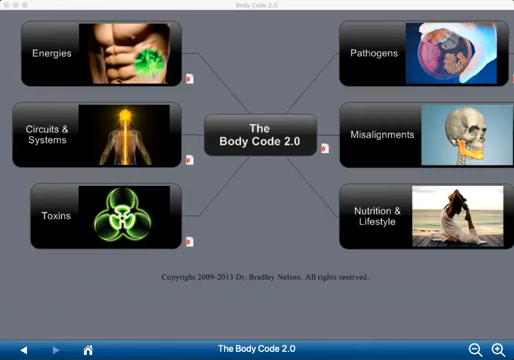 The Body Code 2.0
Energies
Pathogens
Circuits &
Systems
The
Body Code 2.0
Misalignments
Toxins
Nutrition &
Lifestyle
Copyright 2009-2013 Dr. Bradley Nelson. All rights reserved.
The Body Code 2.0